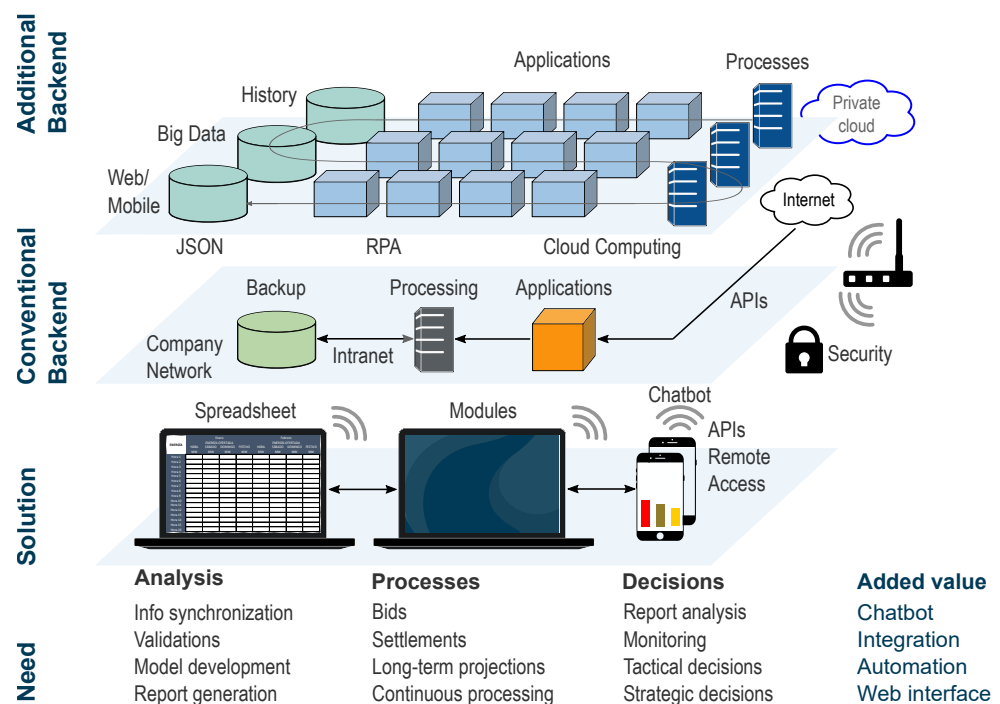 Additional
Backend
Applications
Processes
History
Private
cloud
Big Data
Web/
Mobile
Internet
JSON
RPA
Cloud Computing
Conventional
Backend
Backup
Processing
Applications
APIs
Company
Network
Intranet
Security
Solution
Spreadsheet
Modules
Chatbot
APIs
Remote
Access
Need
Analysis
Info synchronization
Validations
Model development
Report generation
Processes
Bids
Settlements
Long-term projections
Continuous processing
Decisions
Report analysis
Monitoring
Tactical decisions
Strategic decisions
Added value
Chatbot
Integration
Automation
Web interface